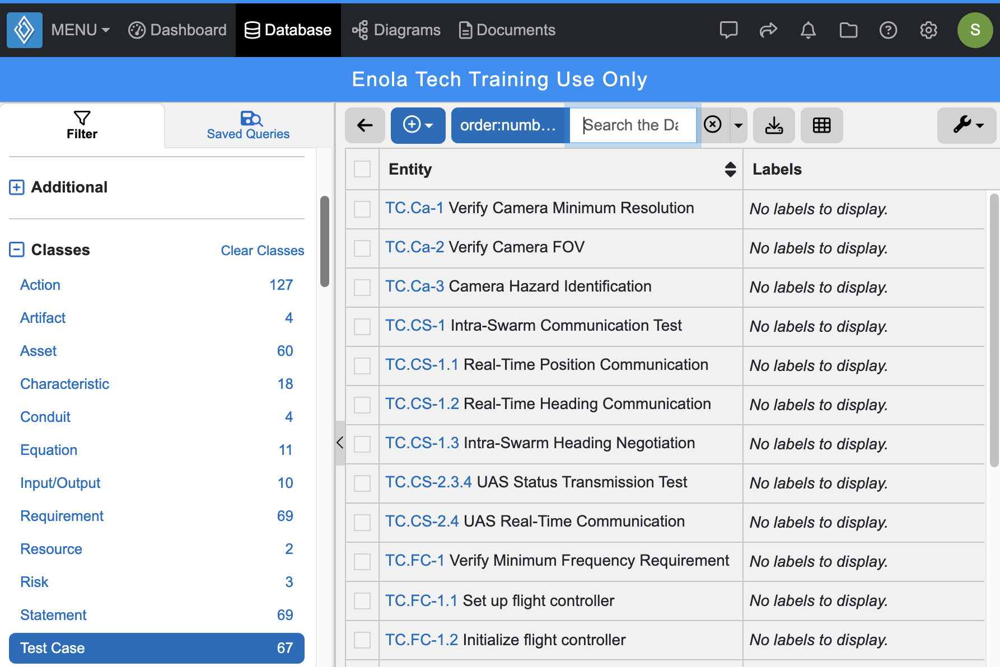 MENU Dashboard Database Diagrams Documents S
Enola Tech Training Use Only
Filter
Saved Queries
order:numb... Search the Da
Additional
Classes Clear Classes
Action 127
Artifact 4
Asset 60
Characteristic 18
Conduit 4
Equation 11
Input/Output 10
Requirement 69
Resource 2
Risk 3
Statement 69
Test Case 67
Entity Labels
TC.Ca-1 Verify Camera Minimum Resolution No labels to display.
TC.Ca-2 Verify Camera FOV No labels to display.
TC.Ca-3 Camera Hazard Identification No labels to display.
TC.CS-1 Intra-Swarm Communication Test No labels to display.
TC.CS-1.1 Real-Time Position Communication No labels to display.
TC.CS-1.2 Real-Time Heading Communication No labels to display.
TC.CS-1.3 Intra-Swarm Heading Negotiation No labels to display.
TC.CS-2.3.4 UAS Status Transmission Test No labels to display.
TC.CS-2.4 UAS Real-Time Communication No labels to display.
TC.FC-1 Verify Minimum Frequency Requirement No labels to display.
TC.FC-1.1 Set up flight controller No labels to display.
TC.FC-1.2 Initialize flight controller No labels to display.